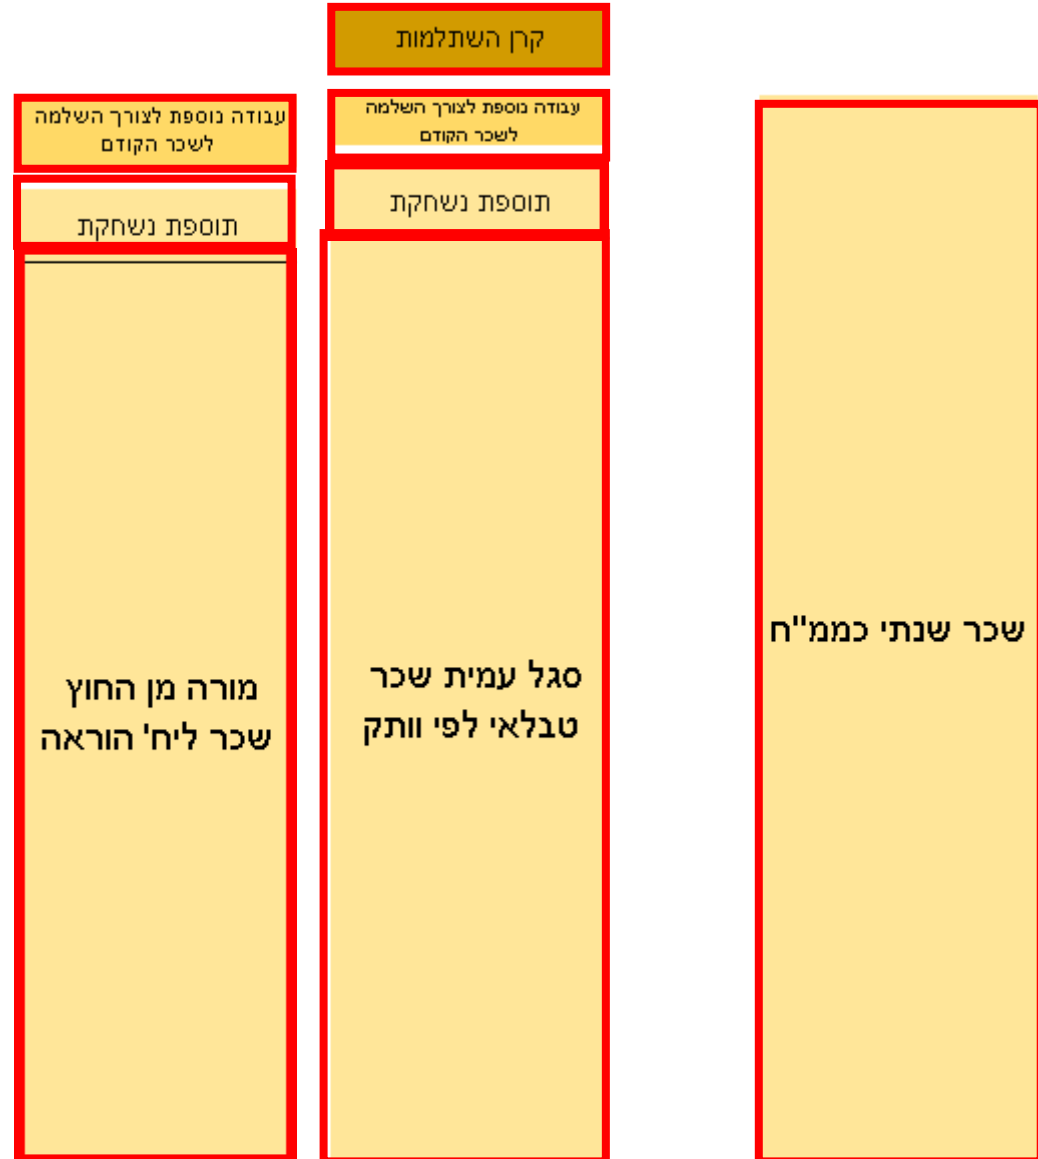 קרן השתלמות
עבודה נוספת לצורך השלמה
לשכר הקודם
עבודה נוספת לצורך השלמה
לשכר הקודם
תוספת נשחקת
תוספת נשחקת
שכר שנתי כממ"ח
סגל עמית שכר
טבלאי לפי וותק
מורה מן החוץ
שכר ליח' הוראה